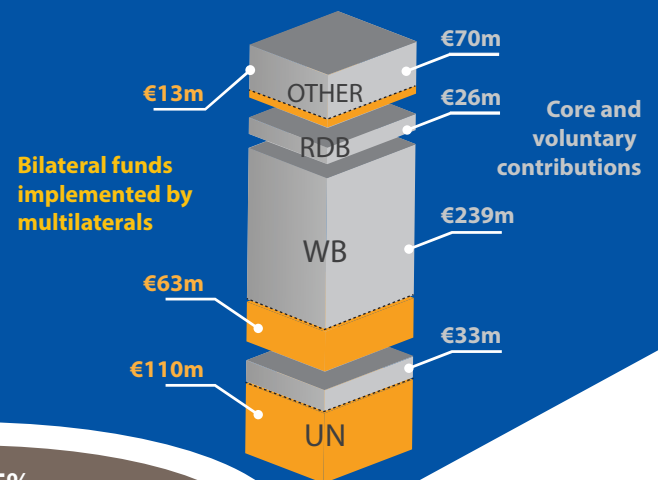 €70m
OTHER
€13m
€26m
Core and
voluntary
contributions
RDB
Bilateral funds
implemented by
multilaterals
€239m
WB
€63m
€33m
€110m
UN